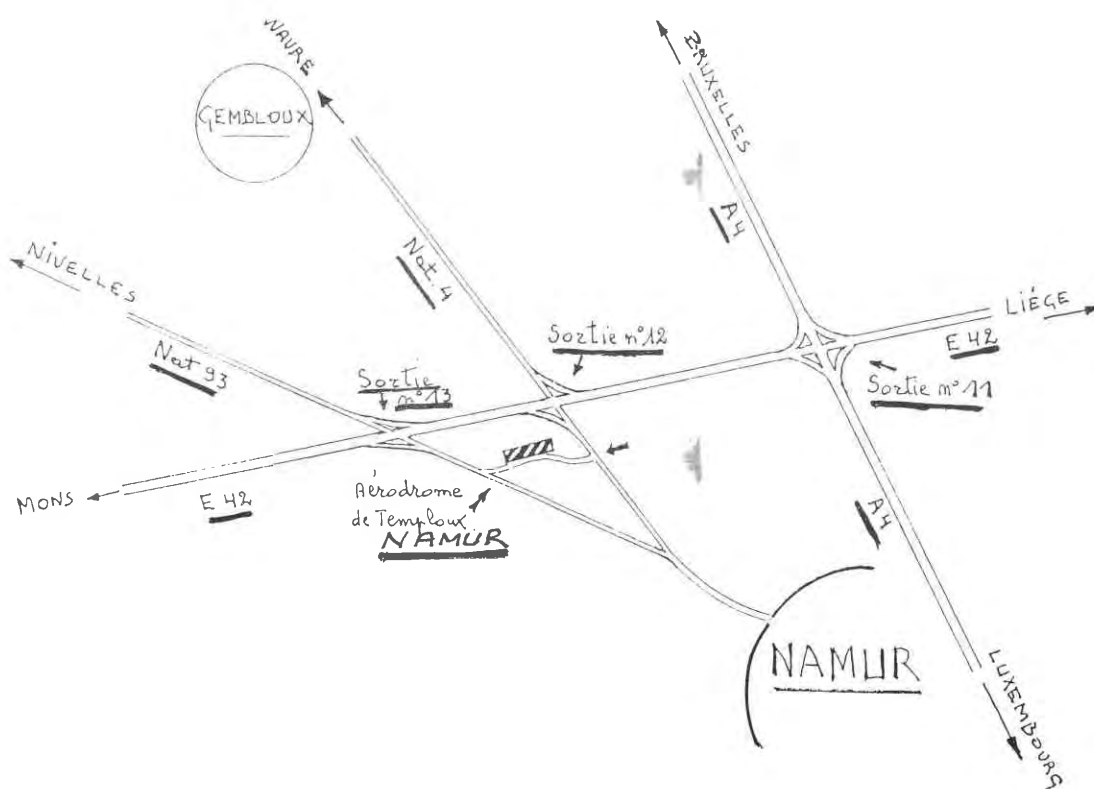 WAVRE
GEMBLOUX
BRUXELLES
A4
NIVELLES
Nat. 4
LIÉGE
E 42
Sortie n°12
Nat 93
Sortie
n°13
Sortie n°11
MONS
E 42
Aérodrome
de Temploux
NAMUR
A4
NAMUR
LUXEMBOURG